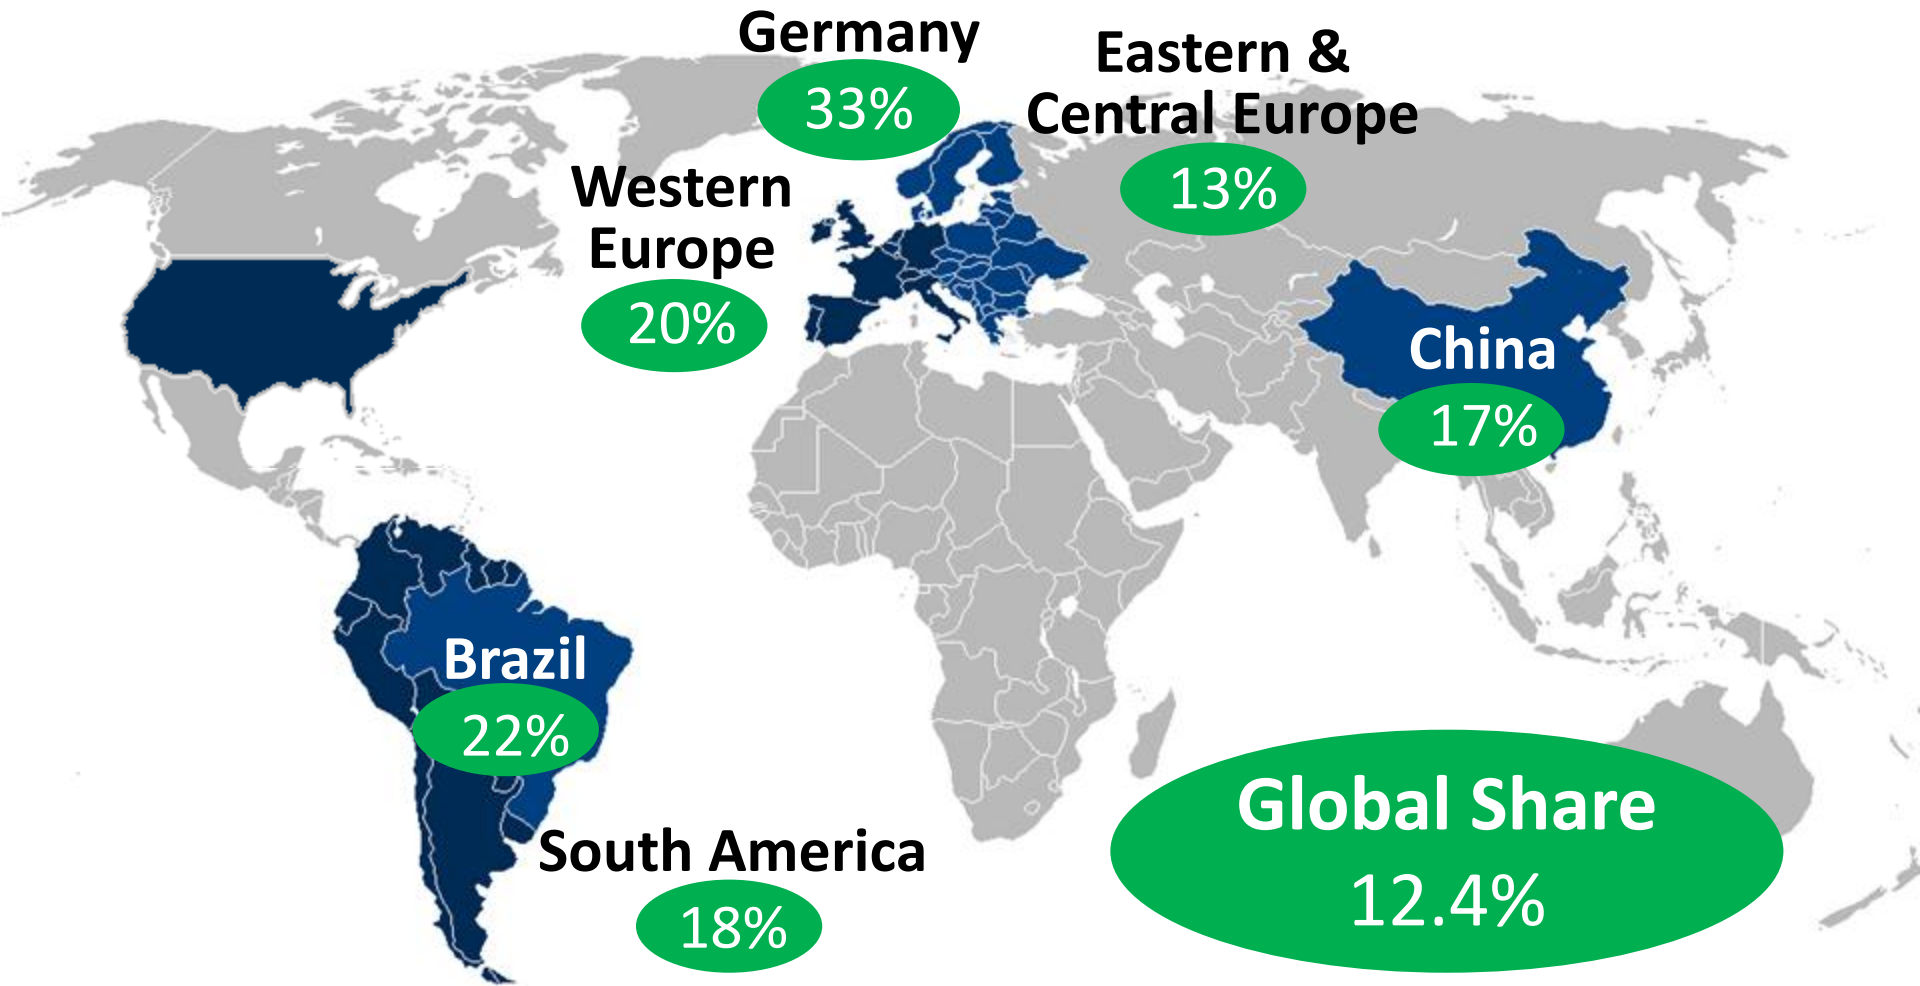 Germany
33%
Eastern &
Central Europe
13%
Western
Europe
20%
China
17%
Brazil
22%
South America
18%
Global Share
12.4%